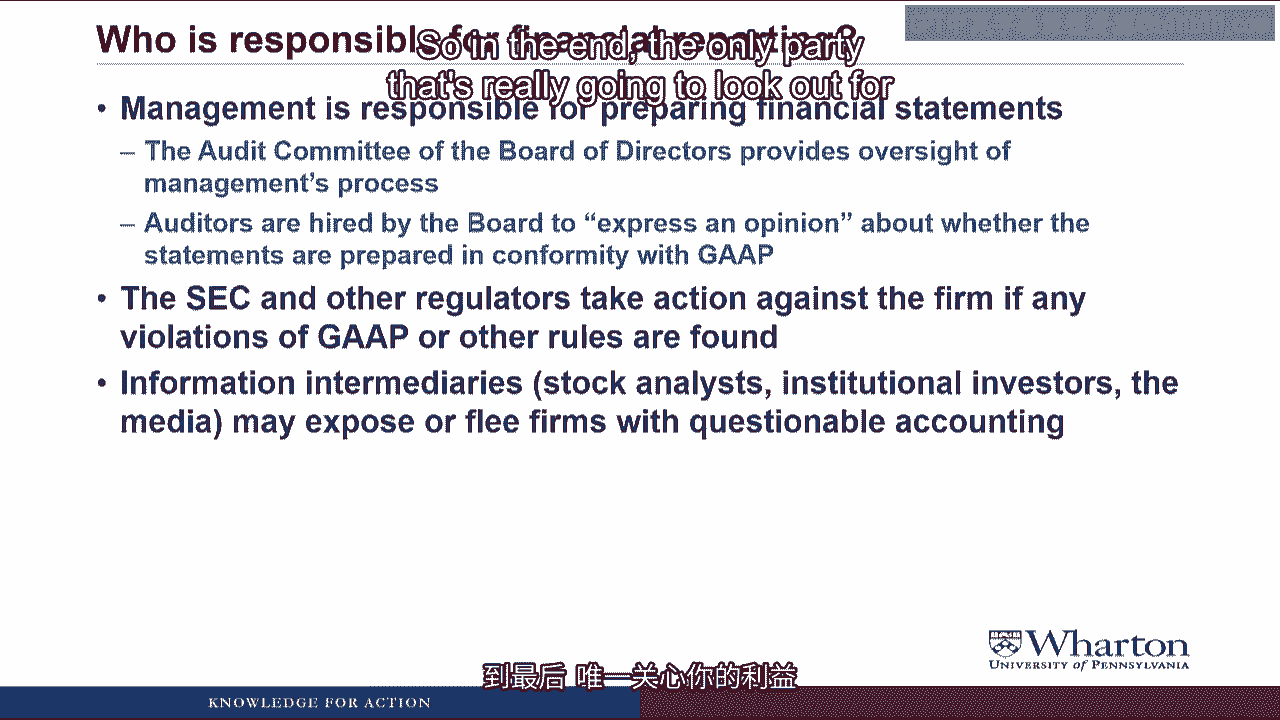 Who is responsible for financial reporting?
So in the end, the only party
that's really going to look out for
• Management is responsible for preparing financial statements
– The Audit Committee of the Board of Directors provides oversight of
management's process
– Auditors are hired by the Board to “express an opinion” about whether the
statements are prepared in conformity with GAAP
• The SEC and other regulators take action against the firm if any
violations of GAAP or other rules are found
• Information intermediaries (stock analysts, institutional investors, the
media) may expose or flee firms with questionable accounting
Wharton
UNIVERSITY of PENNSYLVANIA
到最后 唯一关心你的利益
KNOWLEDGE FOR ACTION